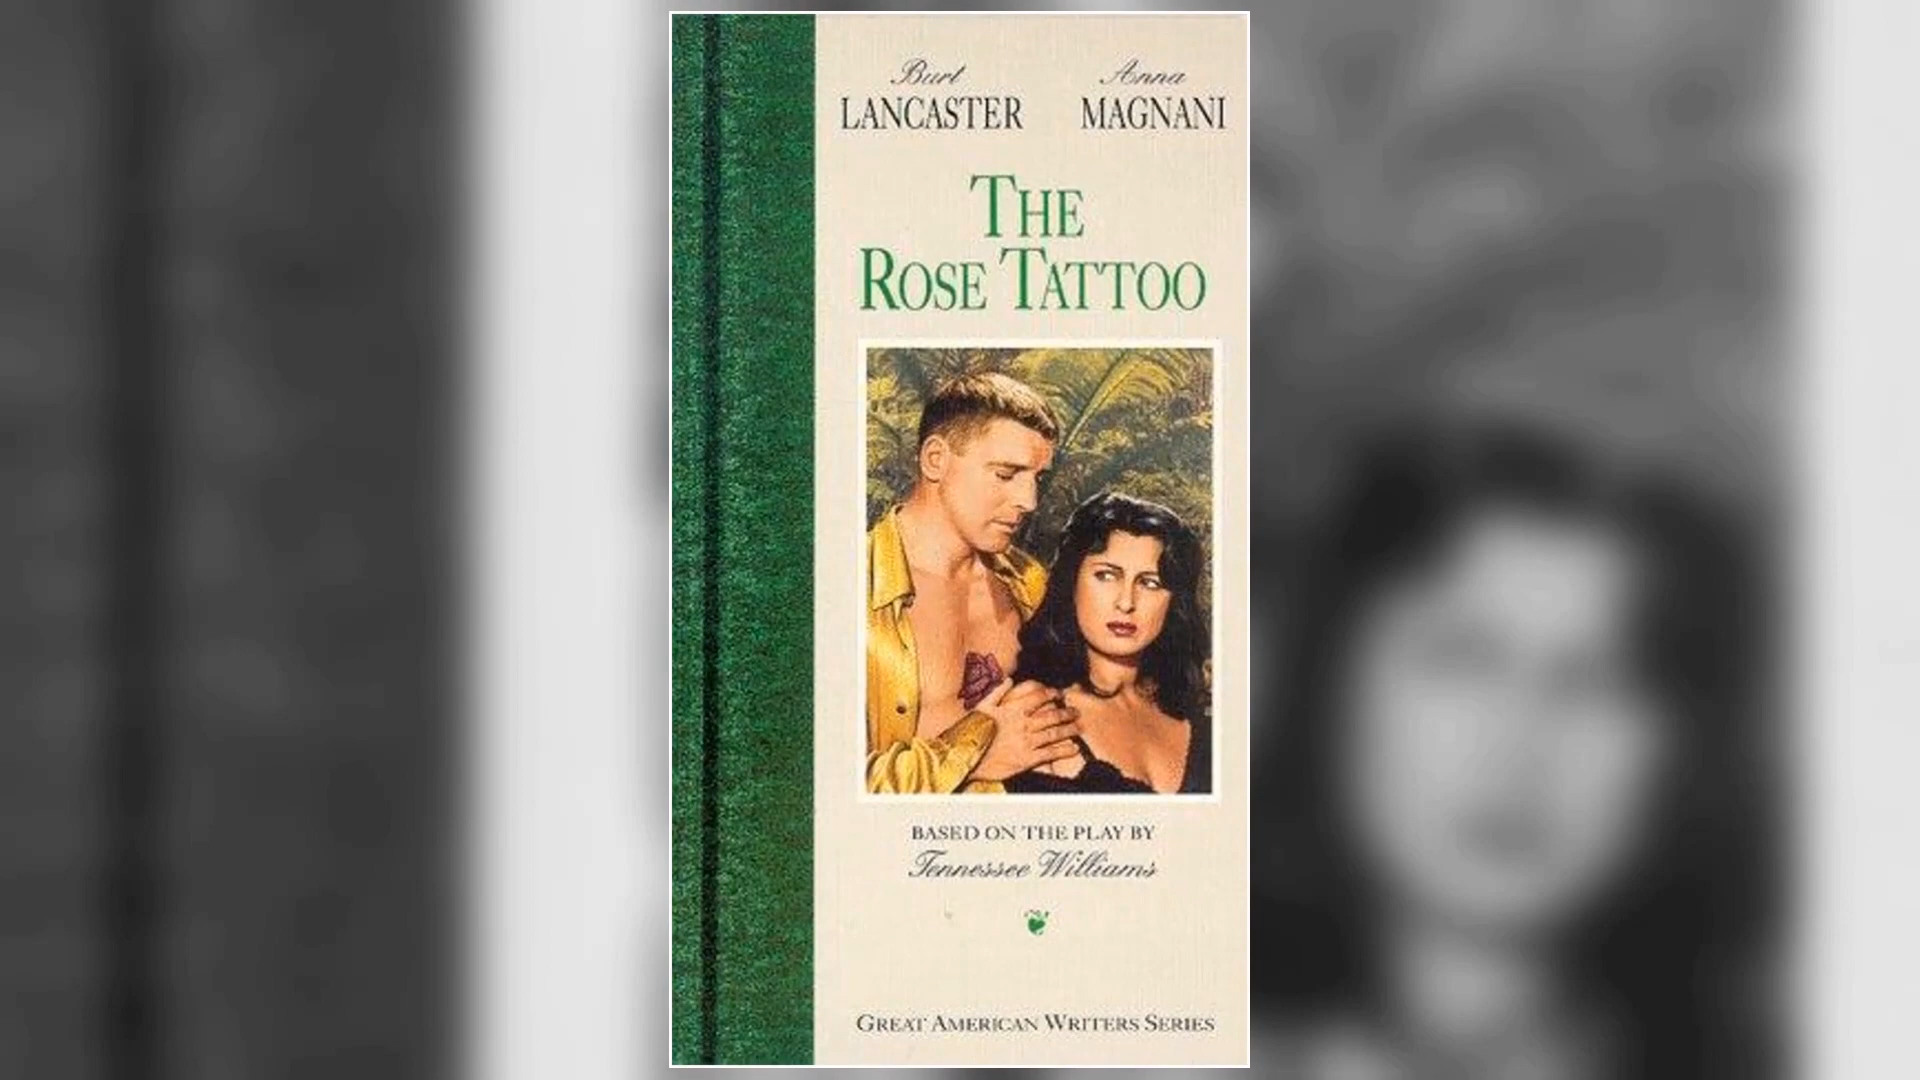 Burt Anna
LANCASTER MAGNANI
THE
ROSE TATTOO
BASED ON THE PLAY BY
Tennessee Williams
GREAT AMERICAN WRITERS SERIES